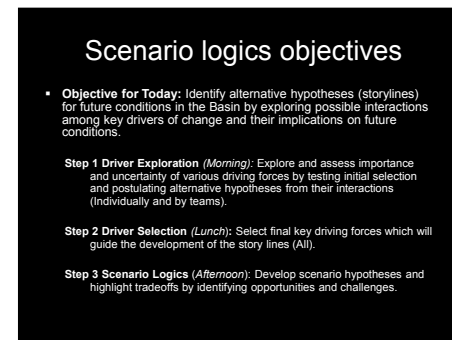 Scenario logics objectives
▪ Objective for Today: Identify alternative hypotheses (storylines)
for future conditions in the Basin by exploring possible interactions
among key drivers of change and their implications on future
conditions.
Step 1 Driver Exploration (Morning): Explore and assess importance
and uncertainty of various driving forces by testing initial selection
and postulating alternative hypotheses from their interactions
(Individually and by teams).
Step 2 Driver Selection (Lunch): Select final key driving forces which will
guide the development of the story lines (All).
Step 3 Scenario Logics (Afternoon): Develop scenario hypotheses and
highlight tradeoffs by identifying opportunities and challenges.